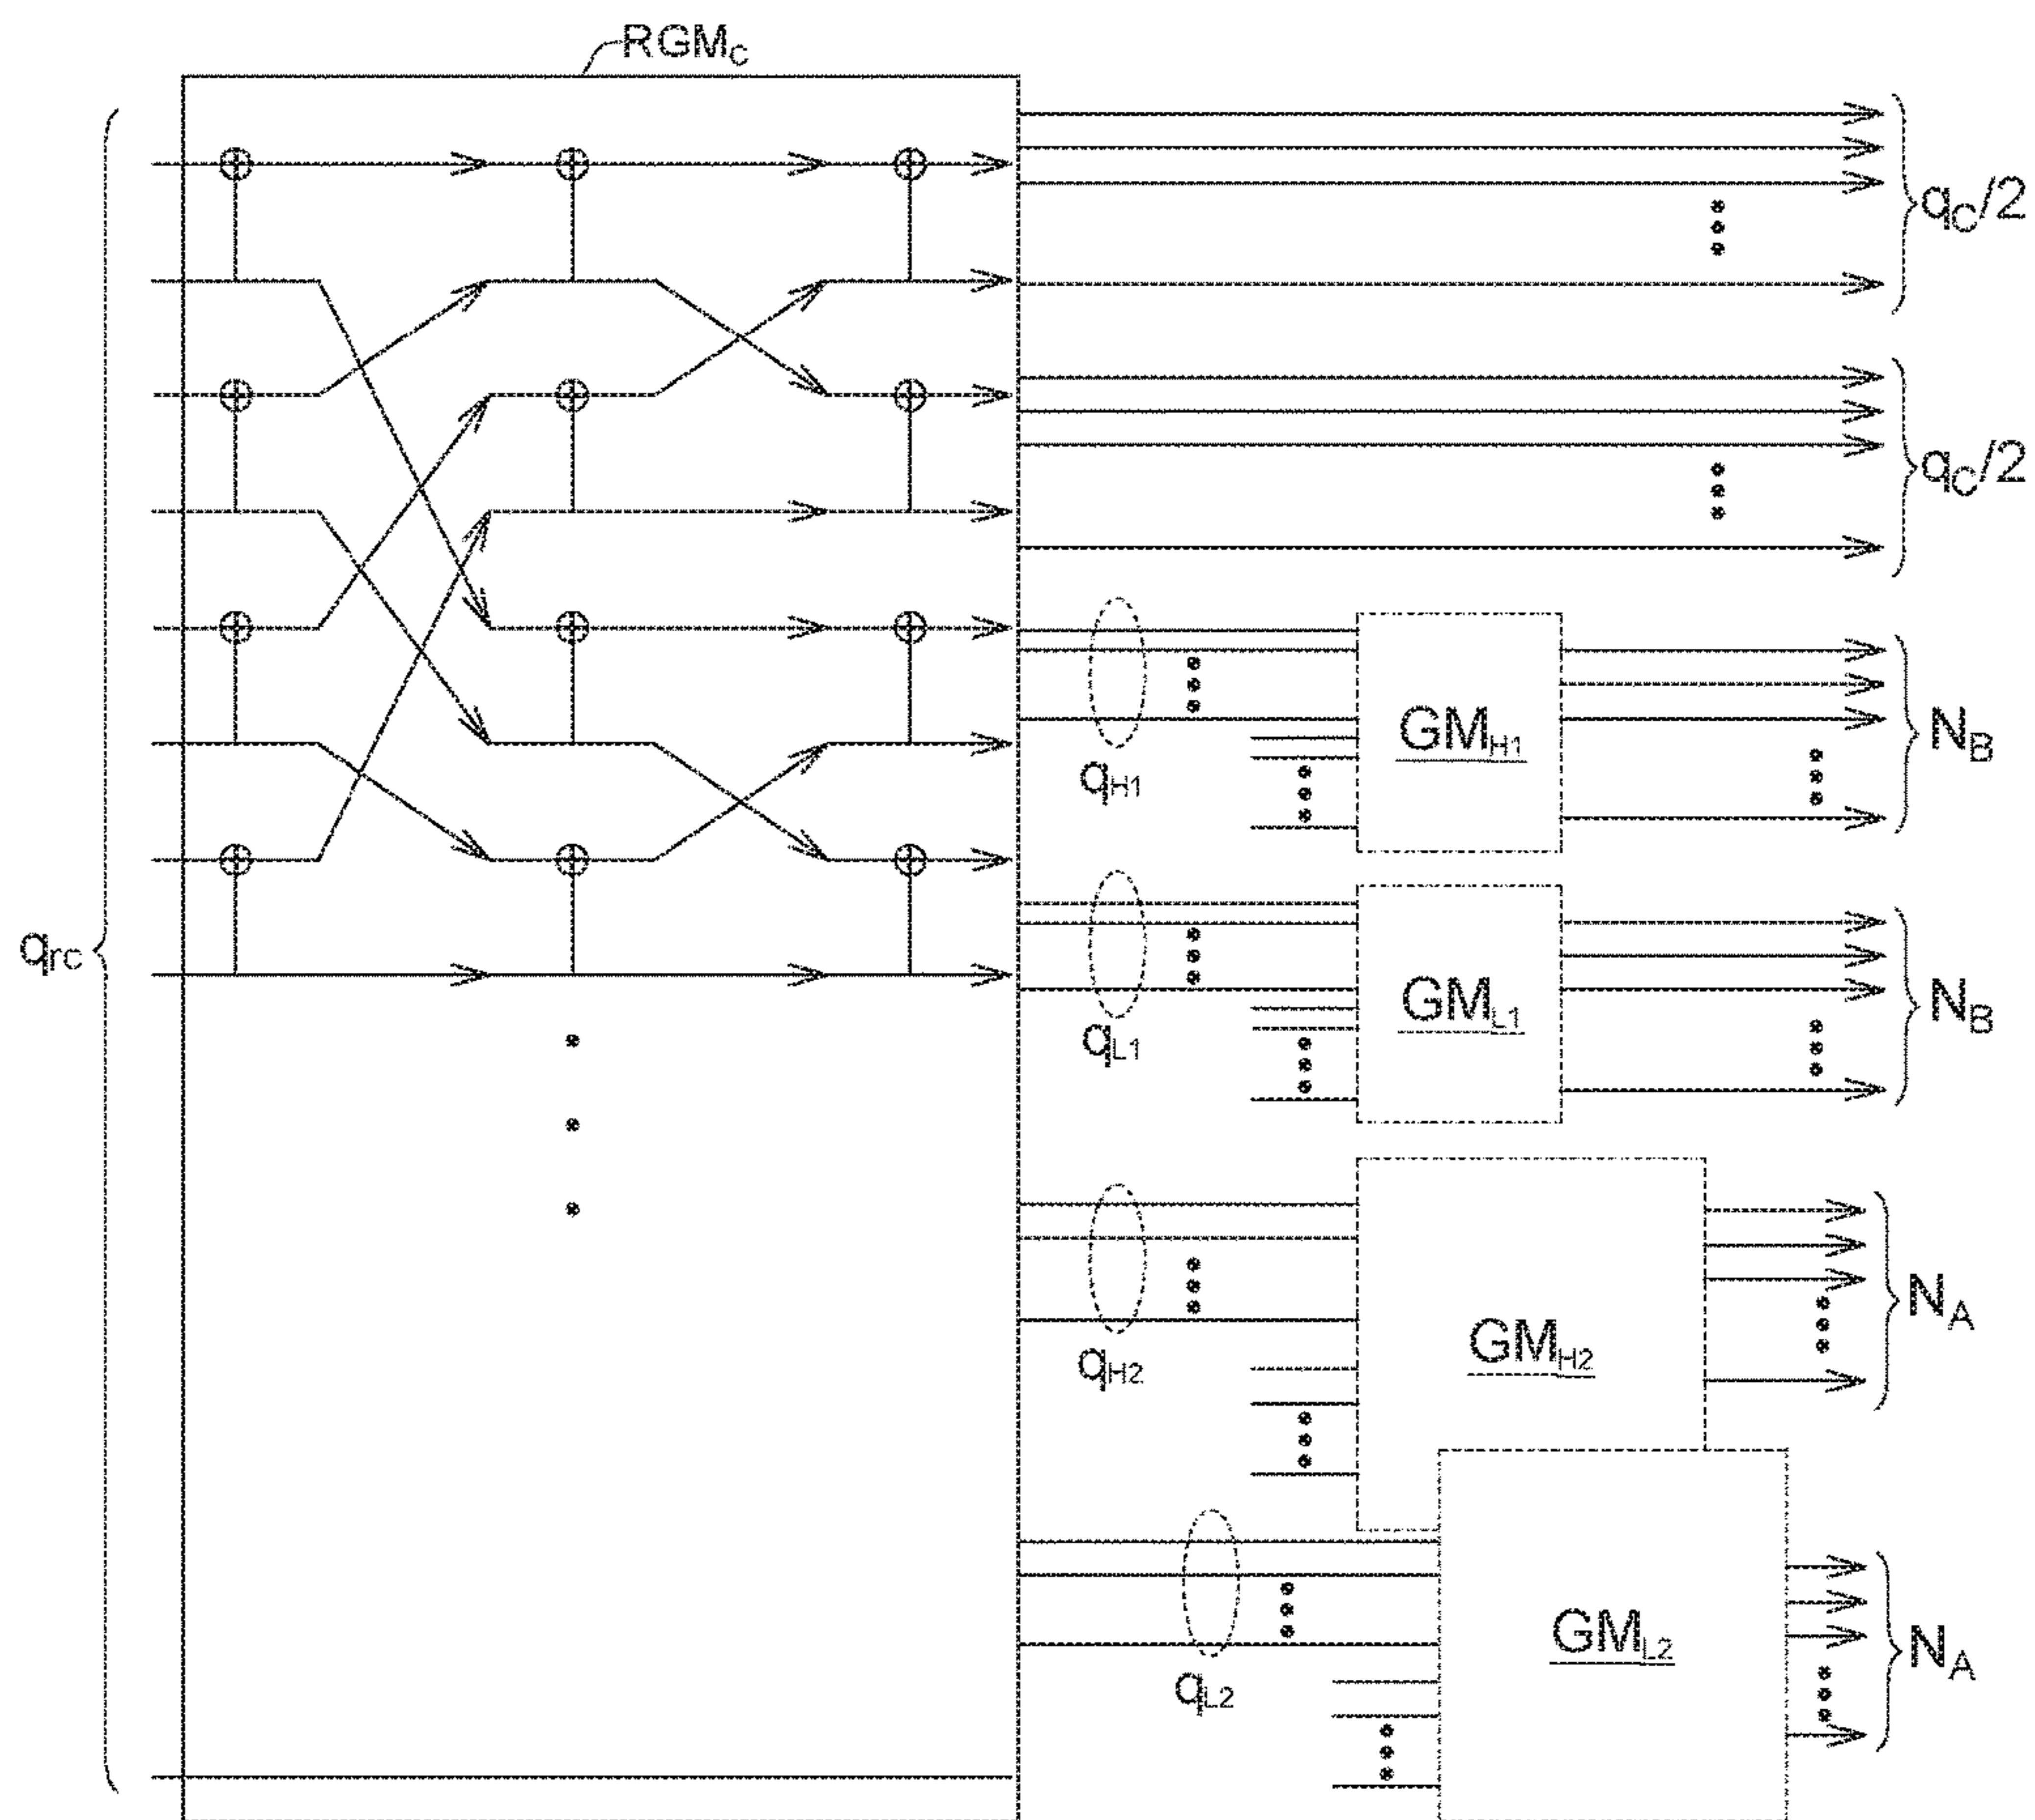 RGMC
qC/2
qC/2
qH1
GMH1
NB
qrc
qL1
GML1
NB
qH2
GMH2
NA
qL2
GML2
NA